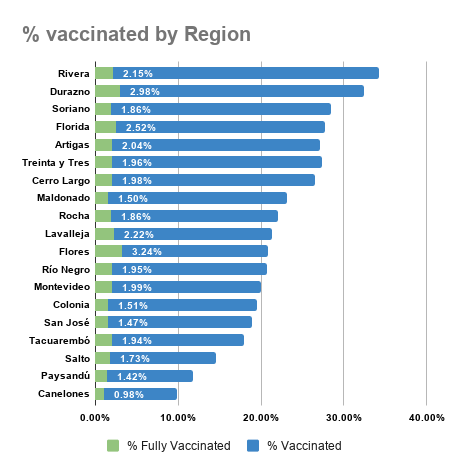 % vaccinated by Region
Rivera 2.15%
Durazno 2.98%
Soriano 1.86%
Florida 2.52%
Artigas 2.04%
Treinta y Tres 1.96%
Cerro Largo 1.98%
Maldonado 1.50%
Rocha 1.86%
Lavalleja 2.22%
Flores 3.24%
Río Negro 1.95%
Montevideo 1.99%
Colonia 1.51%
San José 1.47%
Tacuarembó 1.94%
Salto 1.73%
Paysandú 1.42%
Canelones 0.98%
0.00% 10.00% 20.00% 30.00% 40.00%
% Fully Vaccinated % Vaccinated